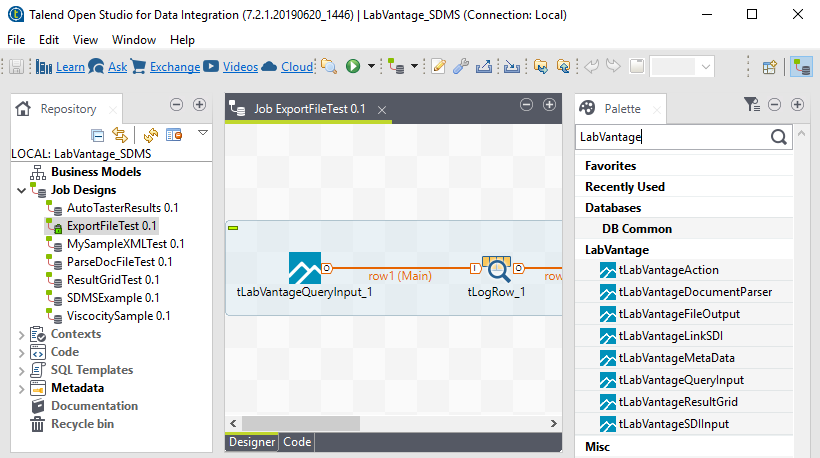 Talend Open Studio for Data Integration (7.2.1.20190620_1446) | LabVantage_SDMS (Connection: Local)
File Edit View Window Help
Learn Ask Exchange Videos Cloud
Repository
LOCAL: LabVantage_SDMS
Business Models
Job Designs
AutoTasterResults 0.1
ExportFileTest 0.1
MySampleXMLTest 0.1
ParseDocFileTest 0.1
ResultGridTest 0.1
SDMSExample 0.1
ViscocitySample 0.1
Contexts
Code
SQL Templates
Metadata
Documentation
Recycle bin
Job ExportFileTest 0.1
O row1 (Main) I O row
tLabVantageQueryInput_1 tLogRow_1
Designer Code
Palette
LabVantage
Favorites
Recently Used
Databases
DB Common
LabVantage
tLabVantageAction
tLabVantageDocumentParser
tLabVantageFileOutput
tLabVantageLinkSDI
tLabVantageMetaData
tLabVantageQueryInput
tLabVantageResultGrid
tLabVantageSDIInput
Misc